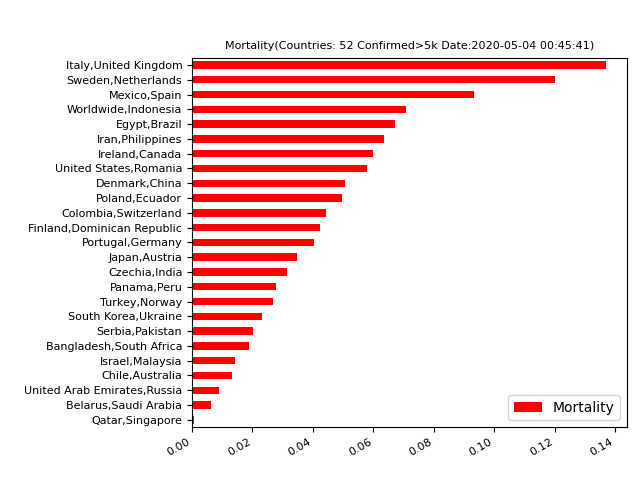 Mortality(Countries: 52 Confirmed>5k Date:2020-05-04 00:45:41)
Italy,United Kingdom
Sweden,Netherlands
Mexico,Spain
Worldwide,Indonesia
Egypt,Brazil
Iran,Philippines
Ireland,Canada
United States,Romania
Denmark,China
Poland,Ecuador
Colombia,Switzerland
Finland,Dominican Republic
Portugal,Germany
Japan,Austria
Czechia,India
Panama,Peru
Turkey,Norway
South Korea,Ukraine
Serbia,Pakistan
Bangladesh,South Africa
Israel,Malaysia
Chile,Australia
United Arab Emirates,Russia
Belarus,Saudi Arabia
Qatar,Singapore
Mortality
0.00 0.02 0.04 0.06 0.08 0.10 0.12 0.14